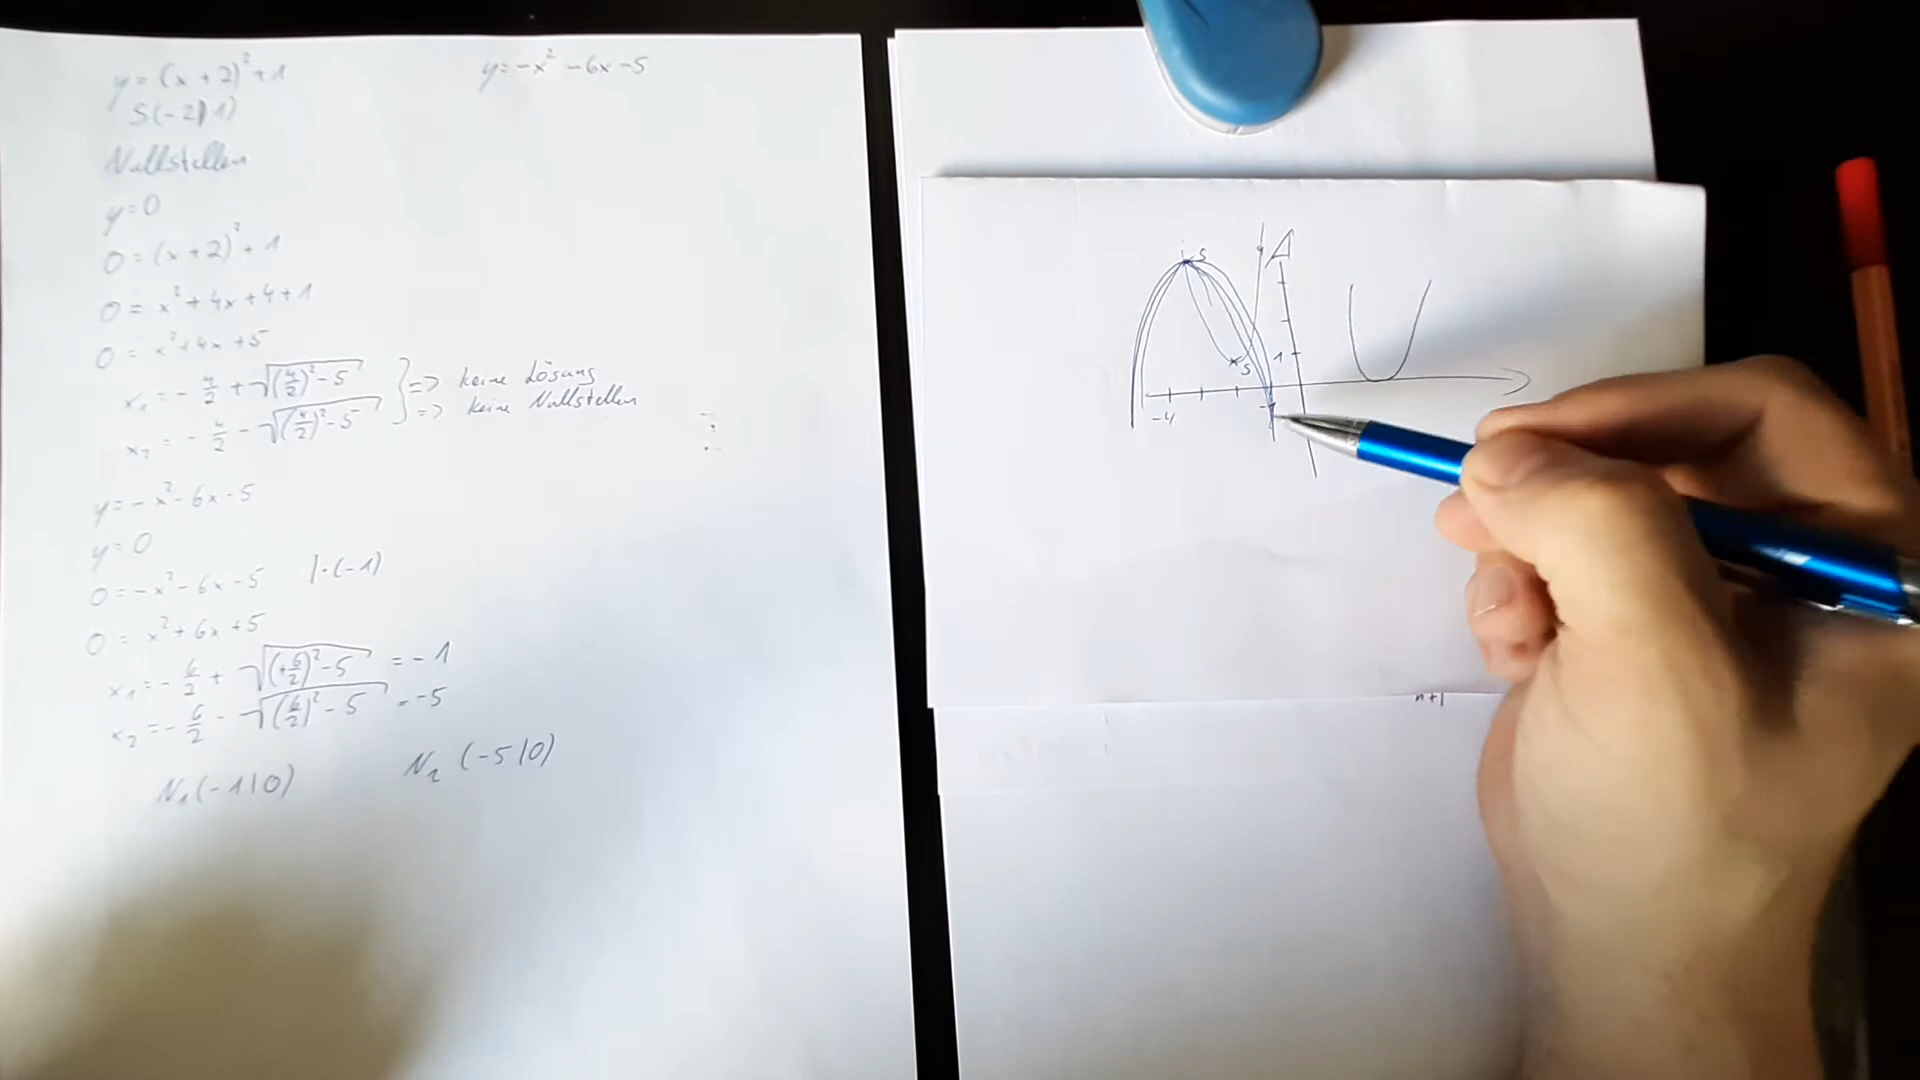 y = (x + 2)² + 1
S(-2|1)
Nullstellen
y = 0
0 = (x + 2)² + 1
0 = x² + 4x + 4 + 1
0 = x² + 4x + 5
x₁ = - 4/2 + √((4/2)² - 5) } => keine Lösung
x₂ = - 4/2 - √((4/2)² - 5) => keine Nullstellen
y = -x² - 6x - 5
y = 0
0 = -x² - 6x - 5 | · (-1)
0 = x² + 6x + 5
x₁ = - 6/2 + √((+6/2)² - 5) = -1
x₂ = - 6/2 - √((6/2)² - 5) = -5
N₁ (-1|0) N₂ (-5|0)
y = -x² - 6x - 5
S
1
S
-4
-1
n+1